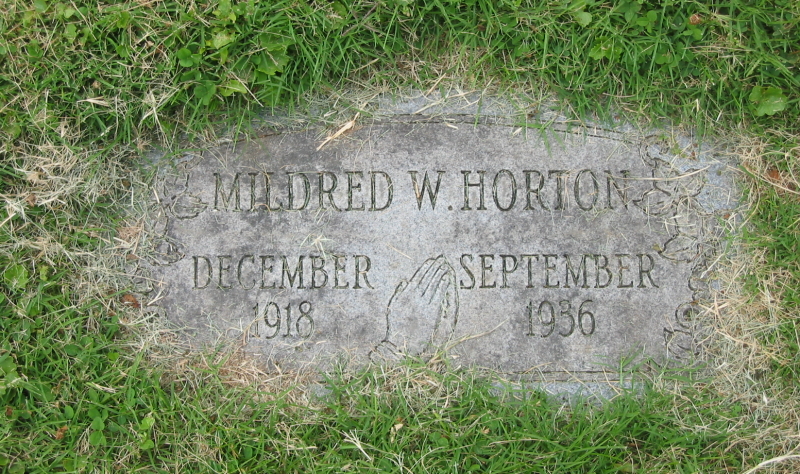 MILDRED W. HORTON
DECEMBER SEPTEMBER
1918 1936